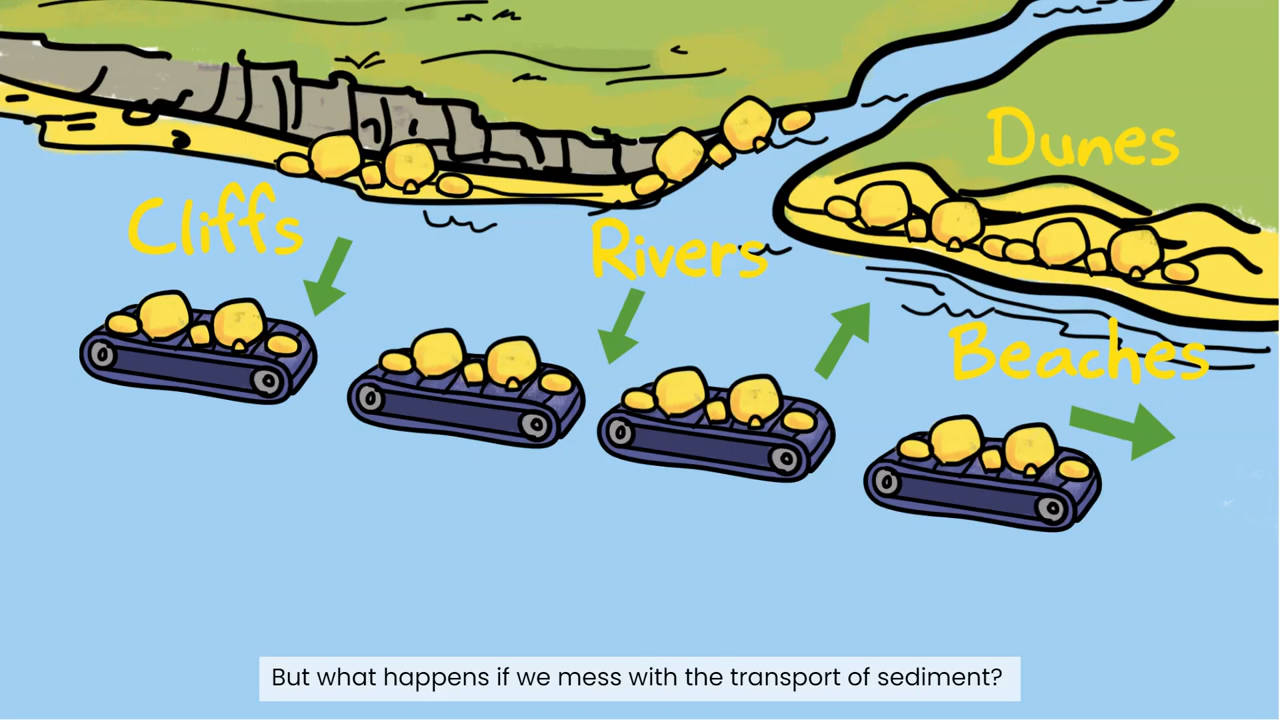 Dunes
Cliffs
Rivers
Beaches
But what happens if we mess with the transport of sediment?